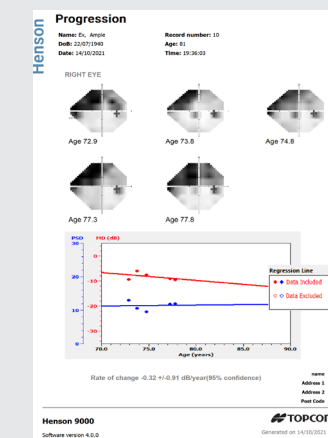 Henson
Progression
Name: Ex, Ample
Record number: 10
DoB: 22/07/1940
Age: 81
Date: 14/10/2021
Time: 19:36:03
RIGHT EYE
Age 72.9
Age 73.8
Age 74.8
Age 77.3
Age 77.8
PSD
MD (dB)
30
20
10
0
0
-10
-20
-30
70.0
75.0
80.0
85.0
90.0
Age (years)
Regression Line
Data Included
Data Excluded
Rate of change -0.32 +/-0.91 dB/year(95% confidence)
name
Address 1
Address 2
Post Code
Henson 9000
TOPCON
Software version 4.0.0
Generated on 14/10/2021